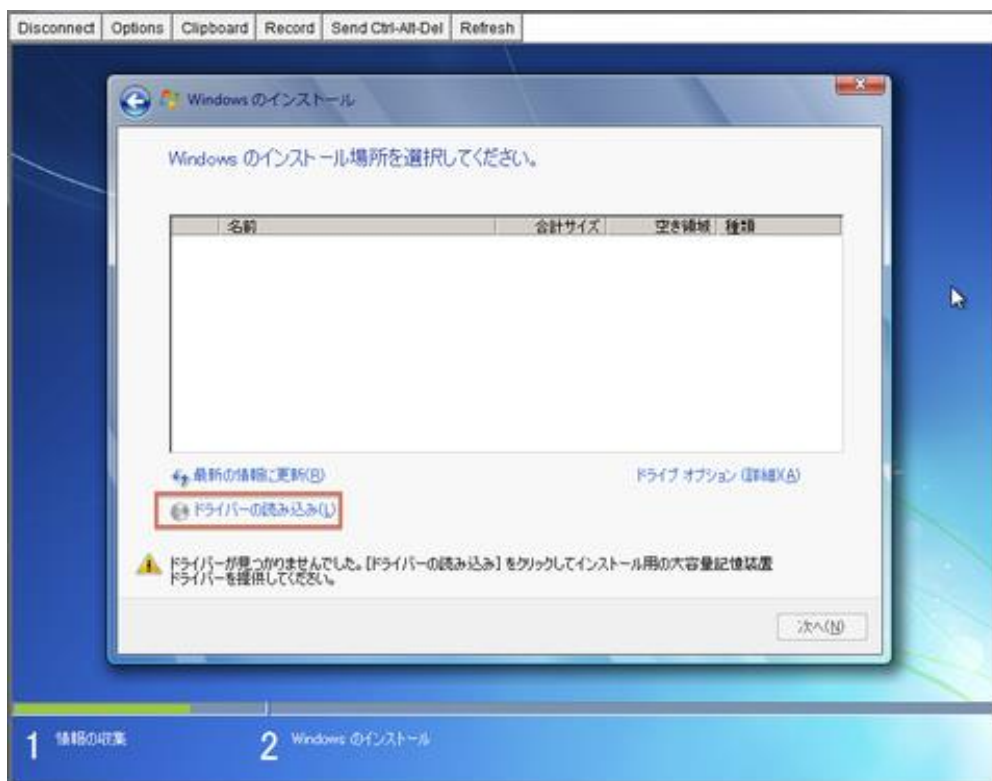 Disconnect Options Clipboard Record Send Ctrl-Alt-Del Refresh
Windows のインストール
Windows のインストール場所を選択してください。
名前 合計サイズ 空き領域 種類
最新の情報に更新(R) ドライブ オプション (詳細)(A)
ドライバーの読み込み(L)
ドライバーが見つかりませんでした。[ドライバーの読み込み] をクリックしてインストール用の大容量記憶装置
ドライバーを提供してください。
次へ(N)
1 情報の収集 2 Windows のインストール